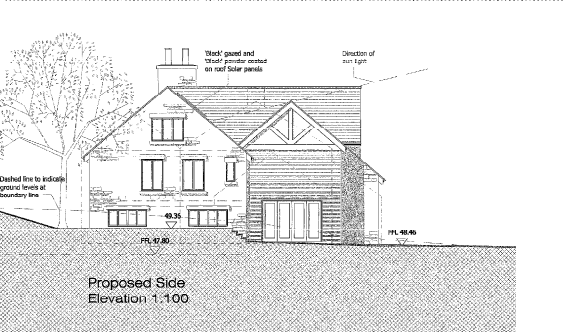 'Black' gazed and
'Black' powder coated
on roof Solar panels
Direction of
sun light
Dashed line to indicate
ground levels at
boundary line
49.36
FFL 47.80
FFL 48.46
Proposed Side
Elevation 1:100